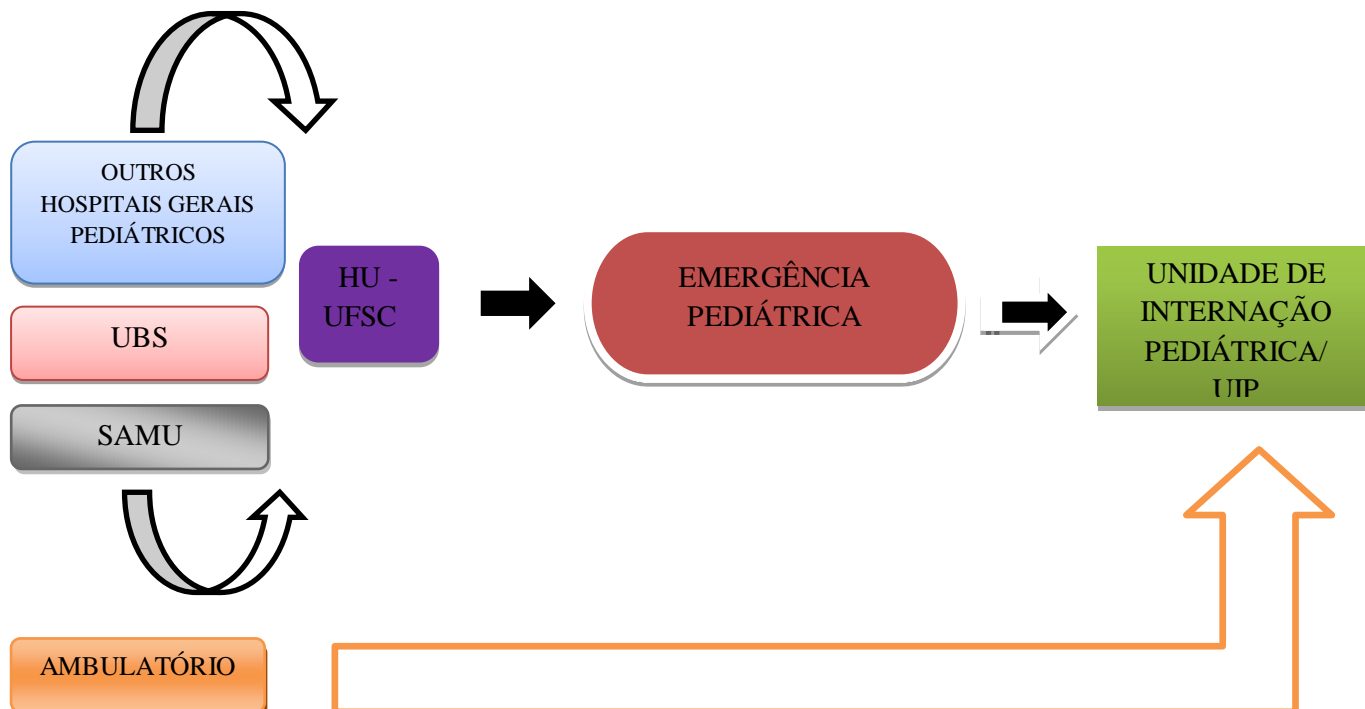 OUTROS
HOSPITAIS GERAIS
PEDIÁTRICOS
UBS
SAMU
HU -
UFSC
EMERGÊNCIA
PEDIÁTRICA
UNIDADE DE
INTERNAÇÃO
PEDIÁTRICA/
UIP
AMBULATÓRIO